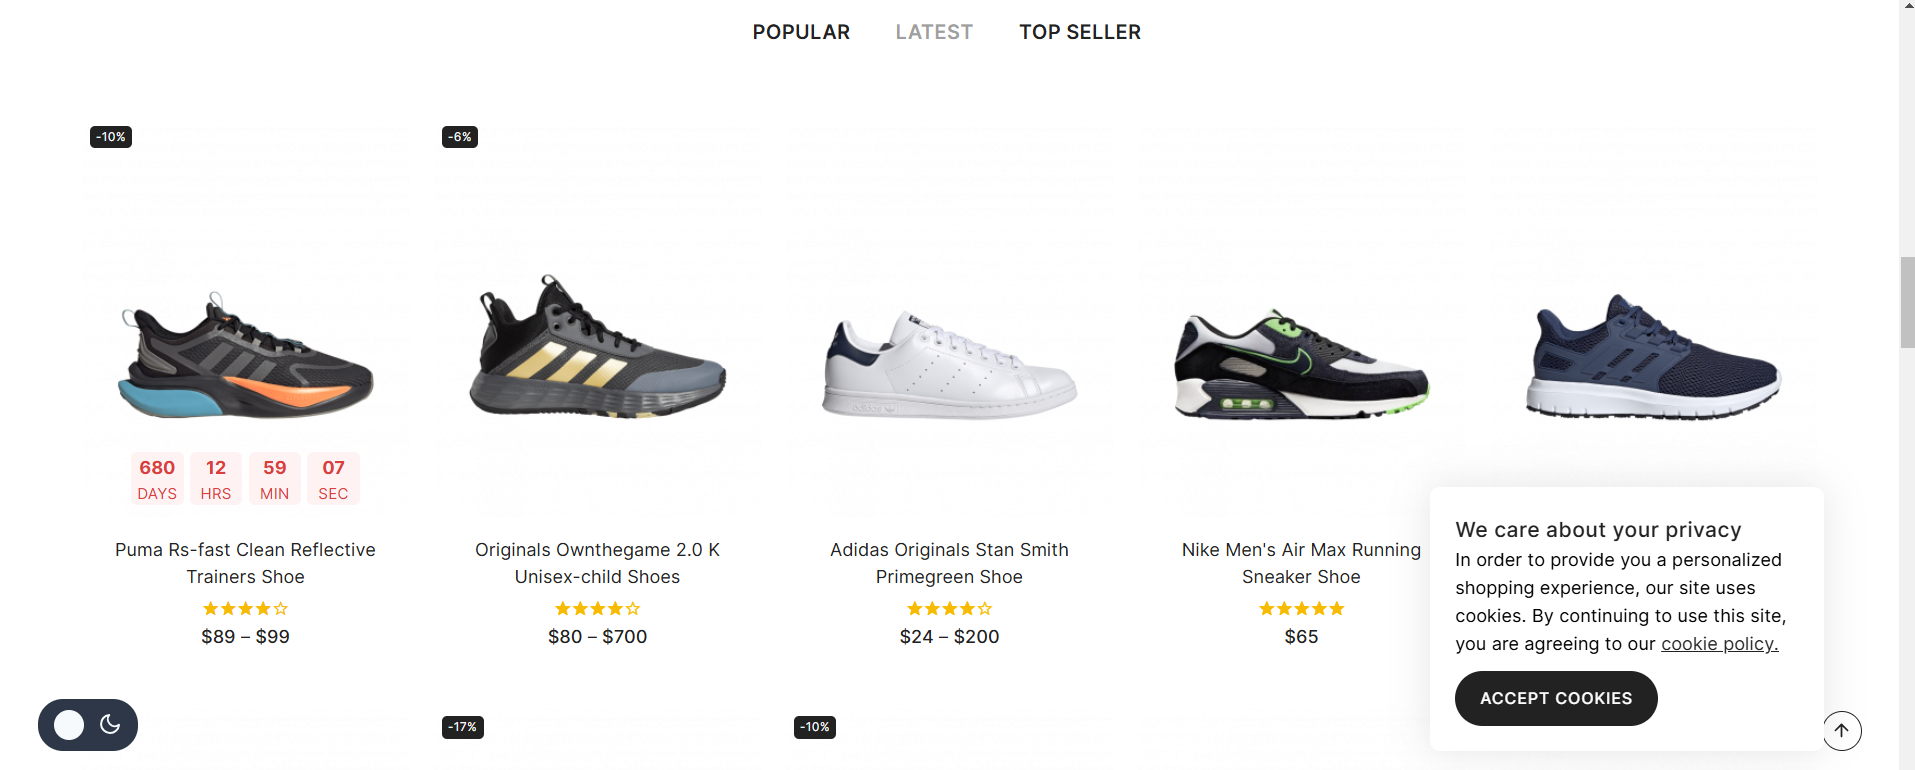 POPULAR LATEST TOP SELLER
-10%
-6%
680 12 59 07
DAYS HRS MIN SEC
Puma Rs-fast Clean Reflective
Trainers Shoe
$89 – $99
Originals Ownthegame 2.0 K
Unisex-child Shoes
$80 – $700
Adidas Originals Stan Smith
Primegreen Shoe
$24 – $200
Nike Men's Air Max Running
Sneaker Shoe
$65
We care about your privacy
In order to provide you a personalized
shopping experience, our site uses
cookies. By continuing to use this site,
you are agreeing to our cookie policy.
ACCEPT COOKIES
-17%
-10%